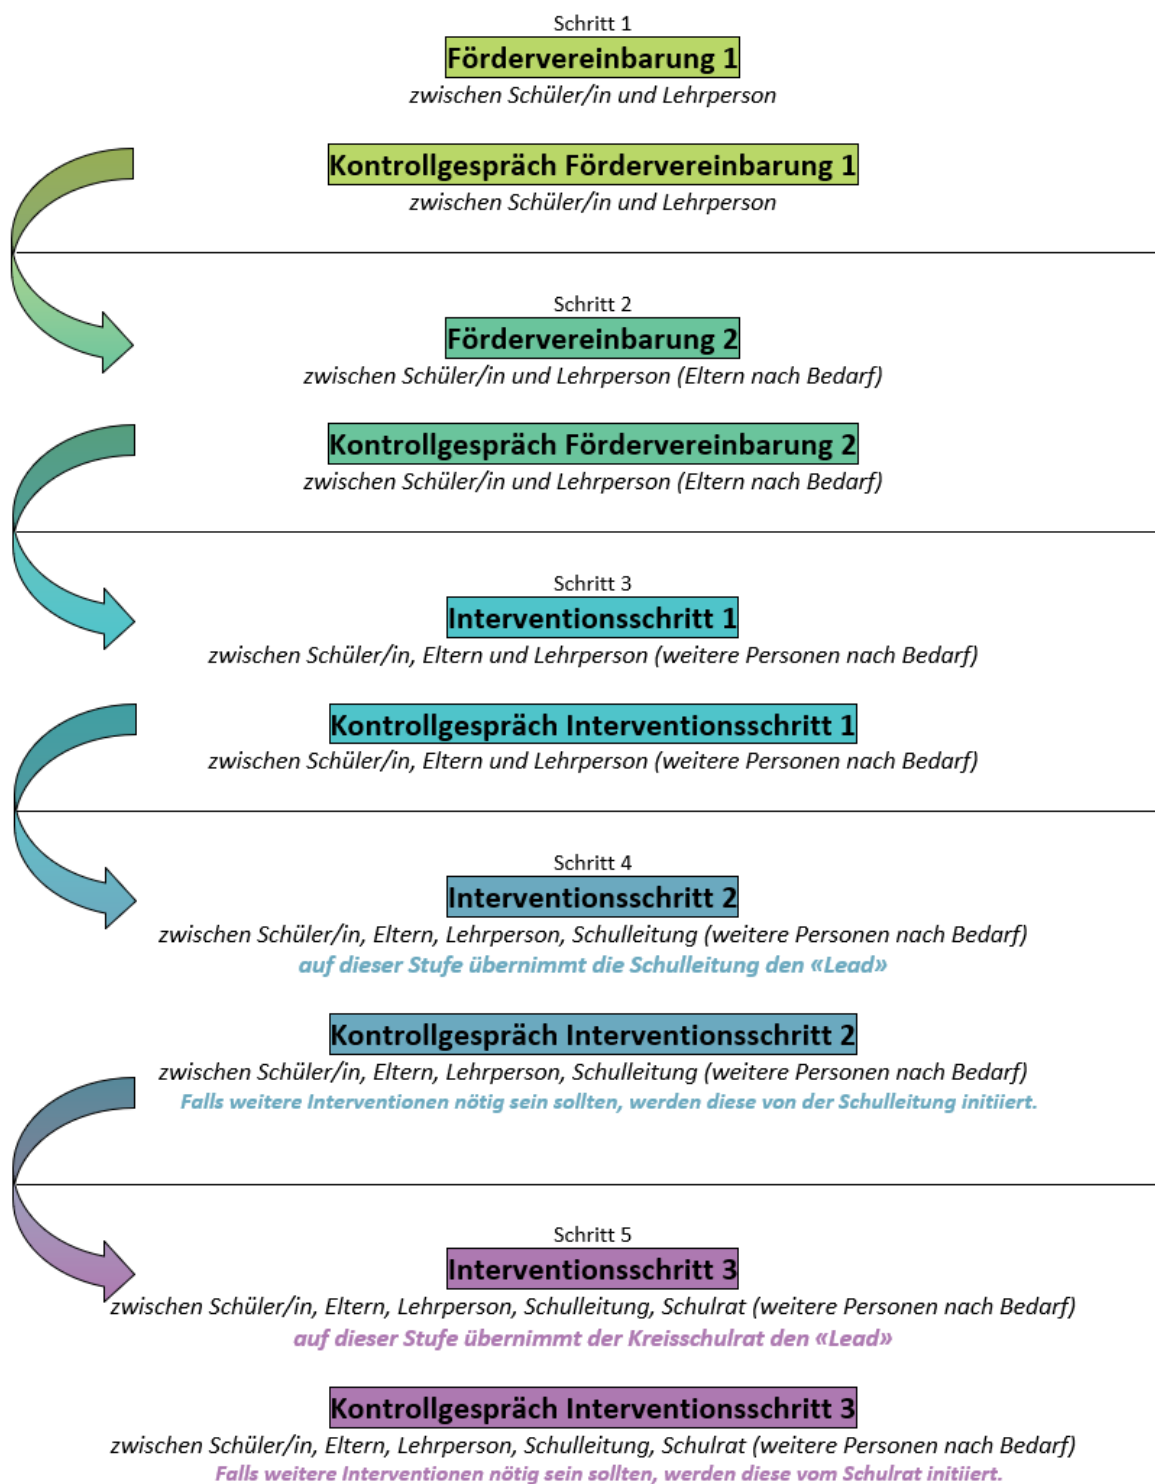 Schritt 1
Fördervereinbarung 1
zwischen Schüler/in und Lehrperson
Kontrollgespräch Fördervereinbarung 1
zwischen Schüler/in und Lehrperson
Schritt 2
Fördervereinbarung 2
zwischen Schüler/in und Lehrperson (Eltern nach Bedarf)
Kontrollgespräch Fördervereinbarung 2
zwischen Schüler/in und Lehrperson (Eltern nach Bedarf)
Schritt 3
Interventionsschritt 1
zwischen Schüler/in, Eltern und Lehrperson (weitere Personen nach Bedarf)
Kontrollgespräch Interventionsschritt 1
zwischen Schüler/in, Eltern und Lehrperson (weitere Personen nach Bedarf)
Schritt 4
Interventionsschritt 2
zwischen Schüler/in, Eltern, Lehrperson, Schulleitung (weitere Personen nach Bedarf)
auf dieser Stufe übernimmt die Schulleitung den «Lead»
Kontrollgespräch Interventionsschritt 2
zwischen Schüler/in, Eltern, Lehrperson, Schulleitung (weitere Personen nach Bedarf)
Falls weitere Interventionen nötig sein sollten, werden diese von der Schulleitung initiiert.
Schritt 5
Interventionsschritt 3
zwischen Schüler/in, Eltern, Lehrperson, Schulleitung, Schulrat (weitere Personen nach Bedarf)
auf dieser Stufe übernimmt der Kreisschulrat den «Lead»
Kontrollgespräch Interventionsschritt 3
zwischen Schüler/in, Eltern, Lehrperson, Schulleitung, Schulrat (weitere Personen nach Bedarf)
Falls weitere Interventionen nötig sein sollten, werden diese vom Schulrat initiiert.